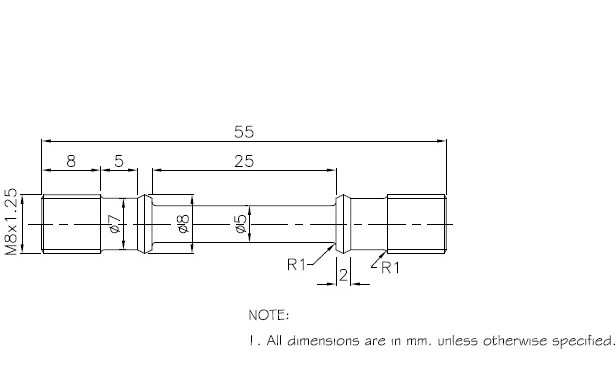 55
8 5 25
M8x1.25 ø7 ø8 ø5
R1 2 R1
NOTE:
1. All dimensions are in mm. unless otherwise specified.